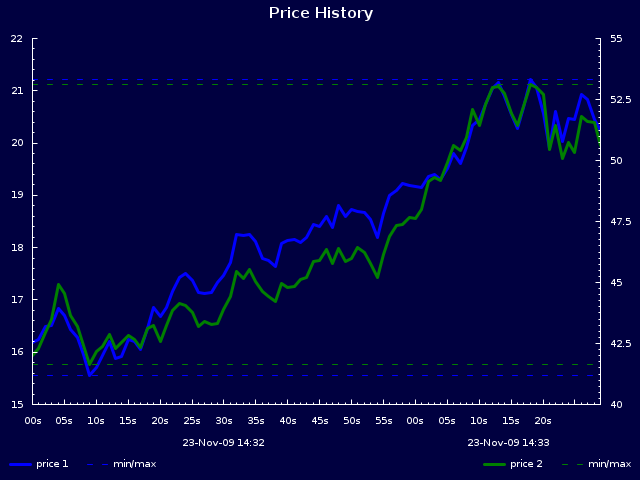 Price History
22 55
21 52.5
20 50
19 47.5
18
17 45
16 42.5
15 40
00s 05s 10s 15s 20s 25s 30s 35s 40s 45s 50s 55s 00s 05s 10s 15s 20s
23-Nov-09 14:32 23-Nov-09 14:33
price 1 min/max price 2 min/max